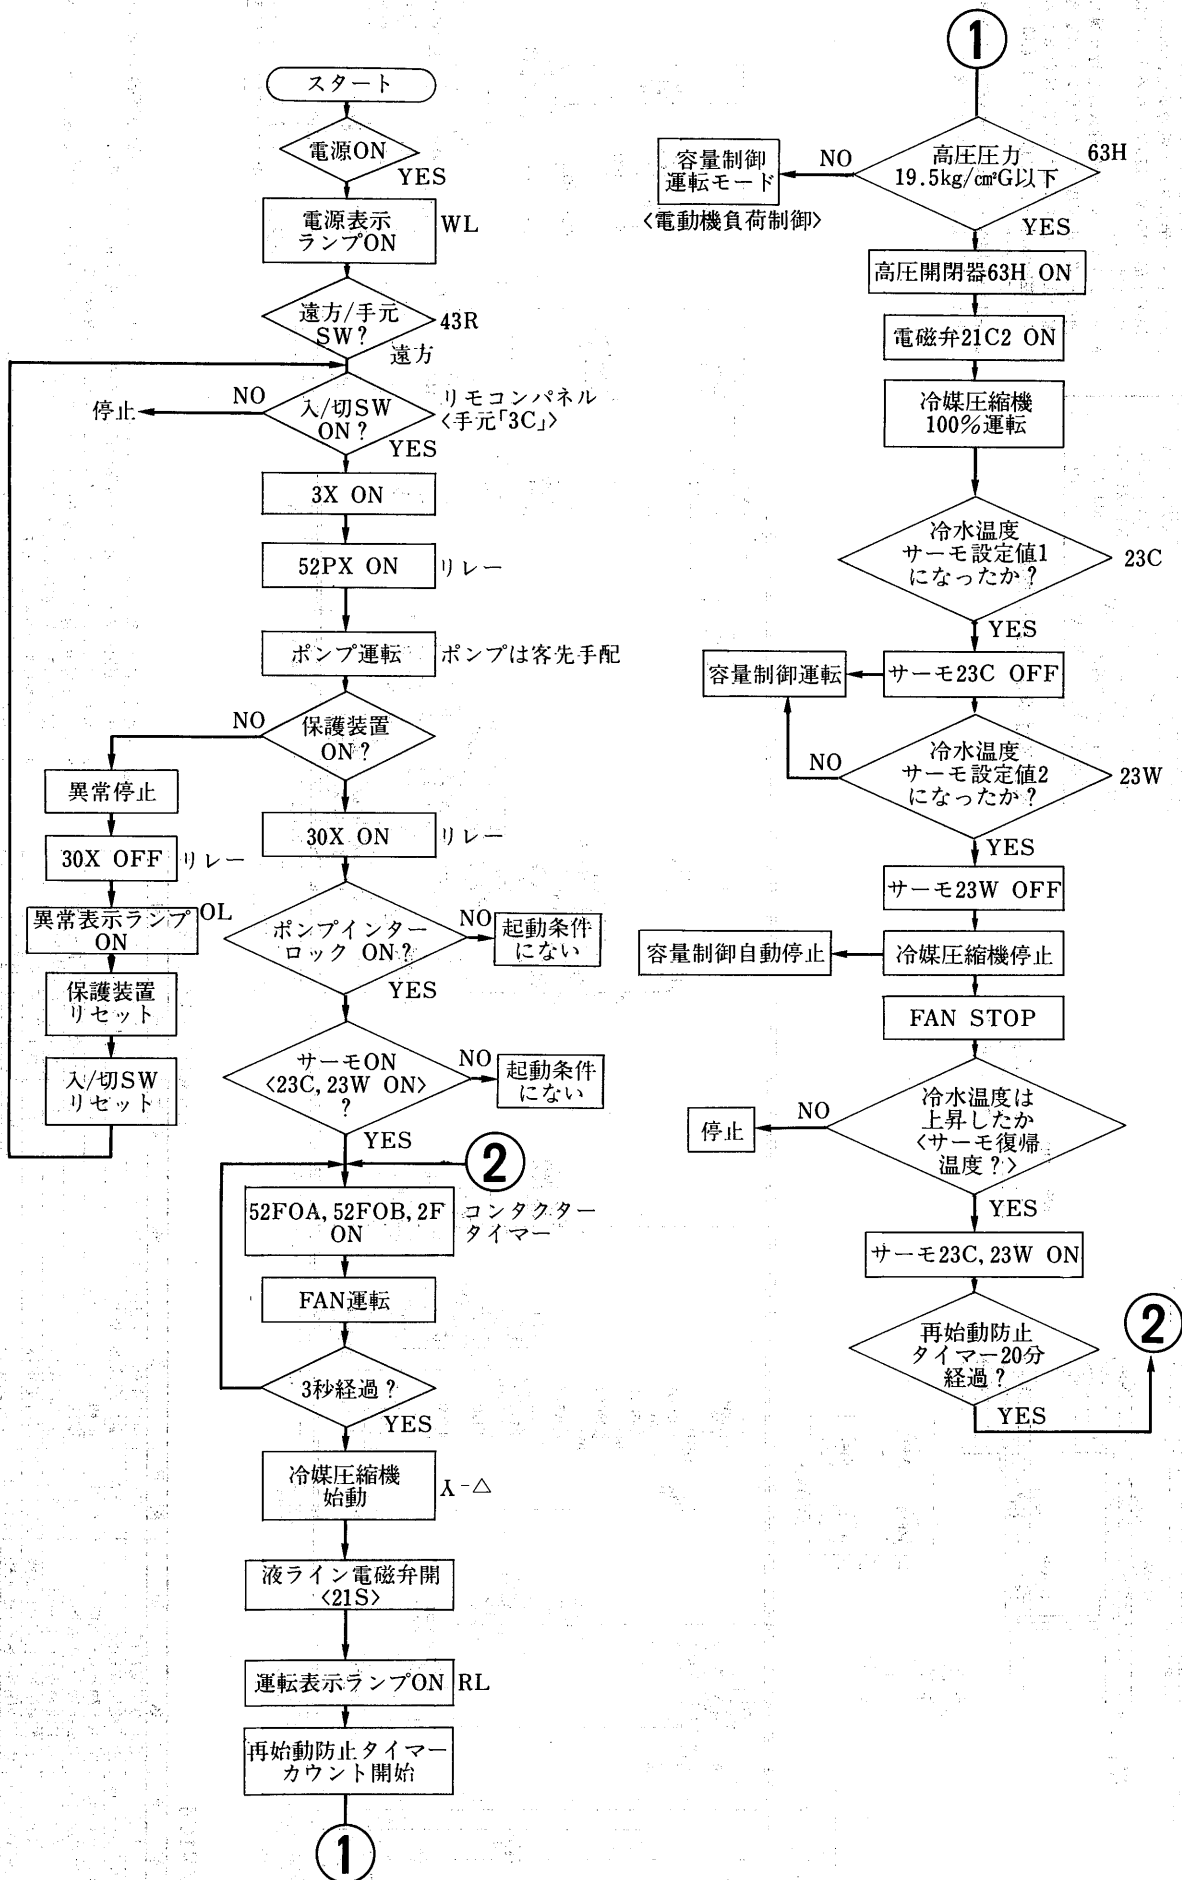 スタート
電源ON
YES
電源表示
ランプON
WL
遠方/手元
SW?
43R
遠方
入/切SW
ON?
NO
停止
リモコンパネル
〈手元「3C」〉
YES
3X ON
52PX ON
リレー
ポンプ運転
ポンプは客先手配
保護装置
ON?
NO
異常停止
30X OFF
リレー
異常表示ランプ
ON
OL
保護装置
リセット
入/切SW
リセット
30X ON
リレー
ポンプインター
ロック ON?
NO
起動条件
にない
YES
サーモON
〈23C, 23W ON〉
?
NO
起動条件
にない
YES
2
52FOA, 52FOB, 2F
ON
コンタクター
タイマー
FAN運転
3秒経過?
YES
冷媒圧縮機
始動
人-△
液ライン電磁弁開
〈21S〉
運転表示ランプON
RL
再始動防止タイマー
カウント開始
1
1
高圧圧力
19.5kg/cm²G以下
63H
NO
容量制御
運転モード
〈電動機負荷制御〉
YES
高圧開閉器63H ON
電磁弁21C2 ON
冷媒圧縮機
100%運転
冷水温度
サーモ設定値1
になったか?
23C
YES
サーモ23C OFF
容量制御運転
冷水温度
サーモ設定値2
になったか?
23W
NO
YES
サーモ23W OFF
冷媒圧縮機停止
容量制御自動停止
FAN STOP
冷水温度は
上昇したか
〈サーモ復帰
温度?〉
NO
停止
YES
サーモ23C, 23W ON
再始動防止
タイマー20分
経過?
YES
2